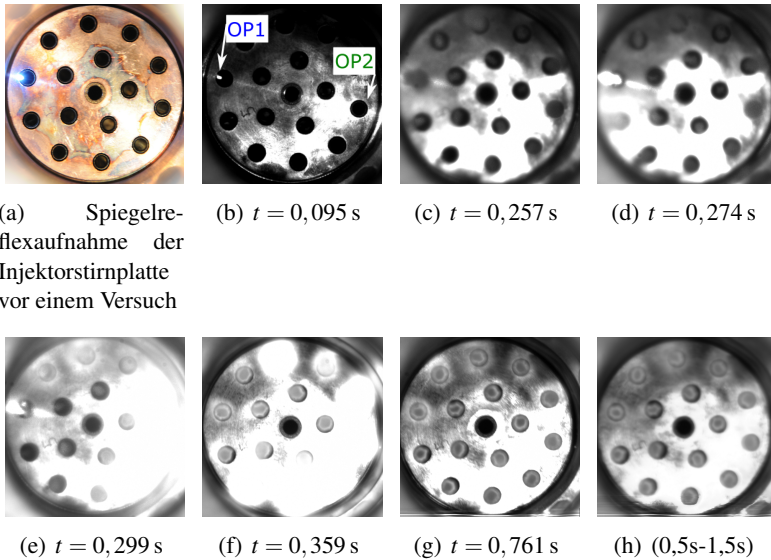 OP1
OP2
(a) Spiegelre-
flexaufnahme der
Injektorstirnplatte
vor einem Versuch
(b) t = 0,095 s
(c) t = 0,257 s
(d) t = 0,274 s
(e) t = 0,299 s
(f) t = 0,359 s
(g) t = 0,761 s
(h) (0,5s-1,5s)